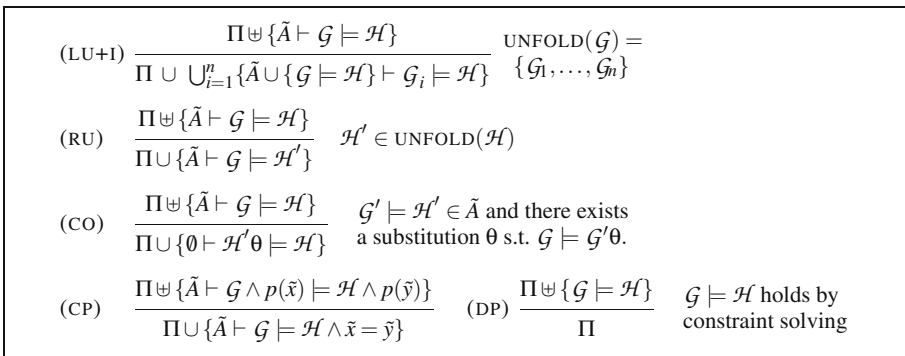 (LU+I) Π ⊎ {Ã ⊢ G ⊨ H} UNFOLD(G) =
Π ∪ ⋃ⁿᵢ₌₁{Ã ∪ {G ⊨ H} ⊢ Gᵢ ⊨ H} {G₁,…,Gₙ}
(RU) Π ⊎ {Ã ⊢ G ⊨ H} H′ ∈ UNFOLD(H)
Π ∪ {Ã ⊢ G ⊨ H′}
(CO) Π ⊎ {Ã ⊢ G ⊨ H} G′ ⊨ H′ ∈ Ã and there exists
Π ∪ {∅ ⊢ H′θ ⊨ H} a substitution θ s.t. G ⊨ G′θ.
(CP) Π ⊎ {Ã ⊢ G ∧ p(x̃) ⊨ H ∧ p(ỹ)} (DP) Π ⊎ {G ⊨ H} G ⊨ H holds by
Π ∪ {Ã ⊢ G ⊨ H ∧ x̃ = ỹ} Π constraint solving